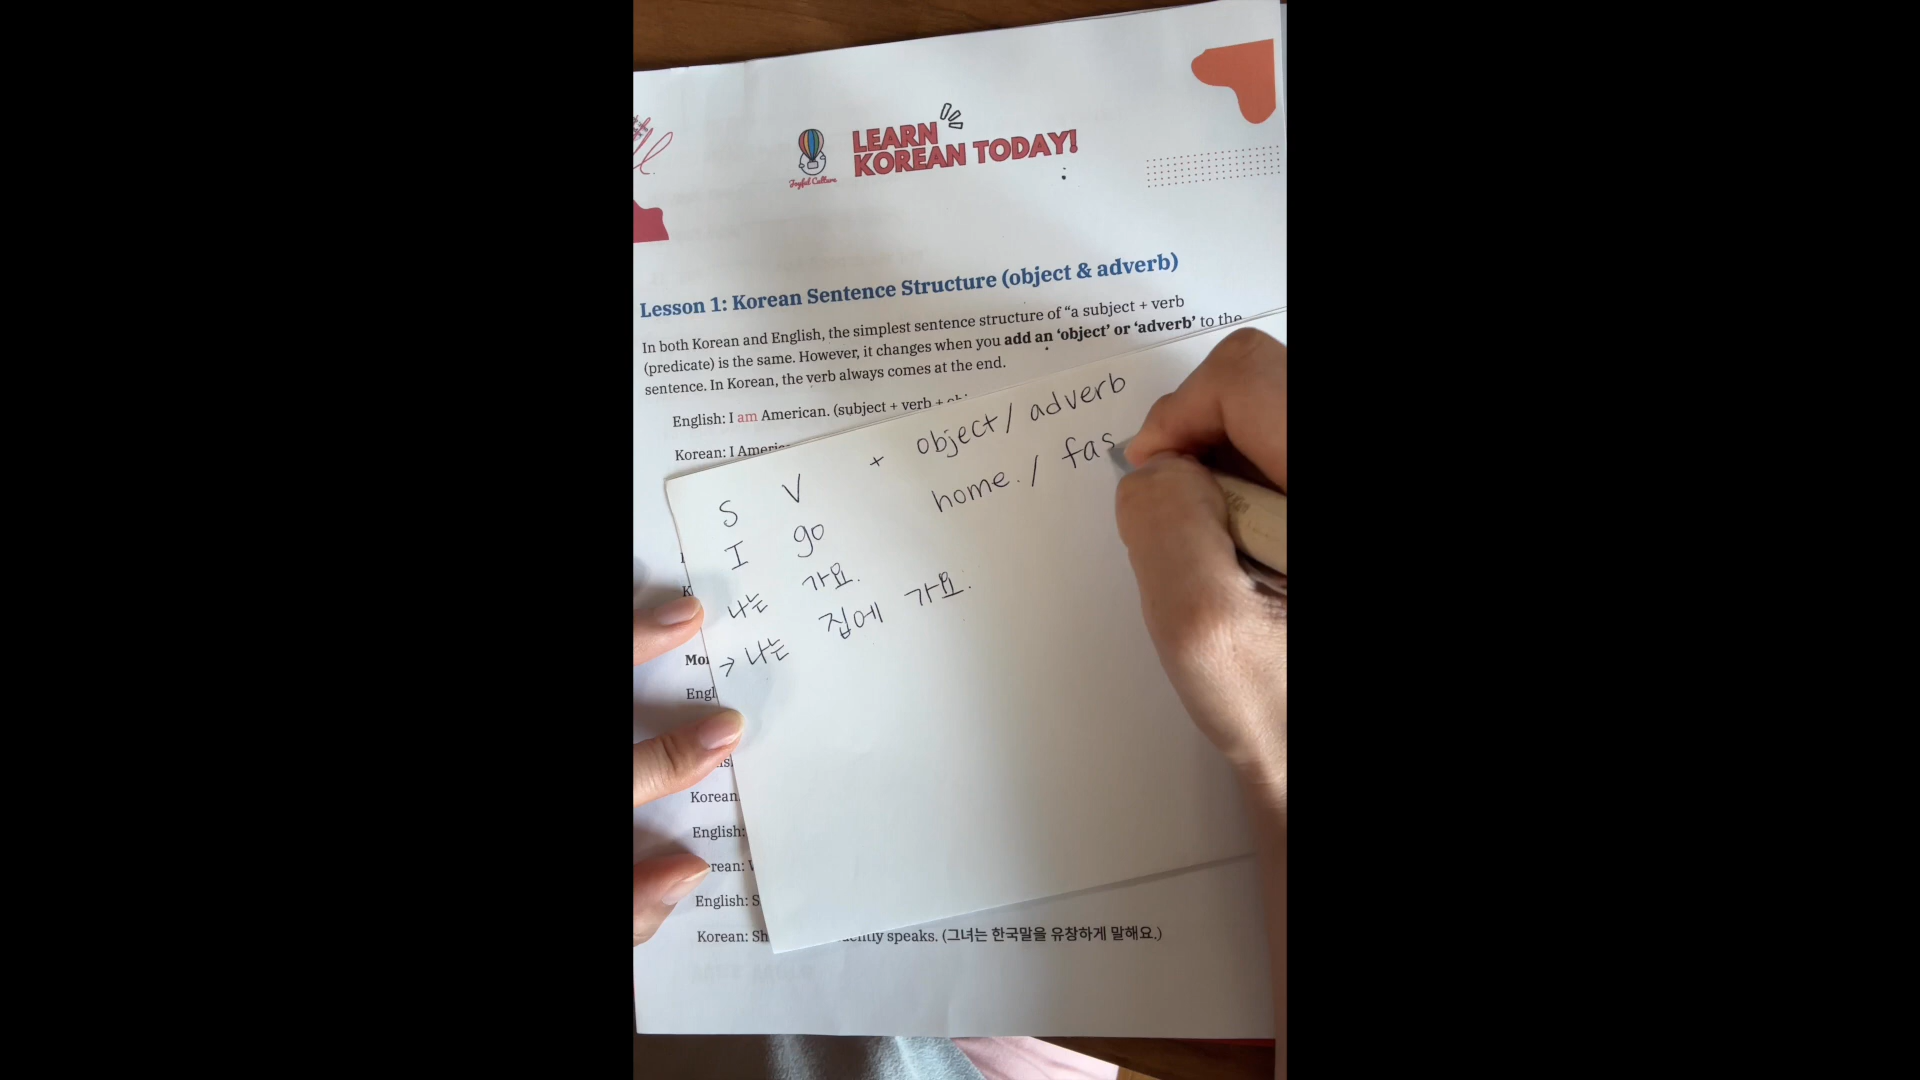 Joyful Culture
LEARN
KOREAN TODAY!
Lesson 1: Korean Sentence Structure (object & adverb)
In both Korean and English, the simplest sentence structure of “a subject + verb
(predicate) is the same. However, it changes when you add an ‘object’ or ‘adverb’ to the
sentence. In Korean, the verb always comes at the end.
English: I am American. (subject + verb +
Korean: I
S V + object / adverb
I go home. / fas
나는 가요.
→ 나는 집에 가요.
Korean
English:
English: S
Korean: speaks. (그녀는 한국말을 유창하게 말해요.)